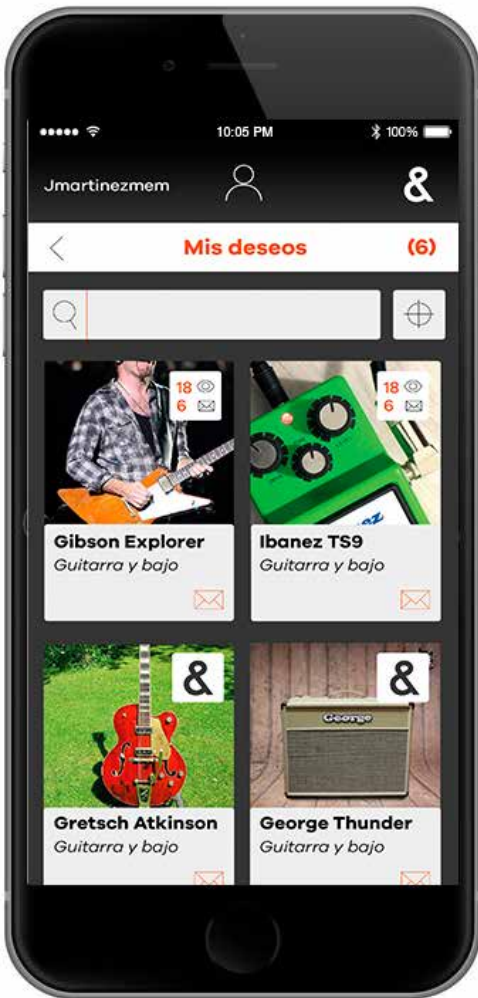 10:05 PM
100%
Jmartinezmem
&
Mis deseos
(6)
18
6
18
6
Gibson Explorer
Guitarra y bajo
Ibanez TS9
Guitarra y bajo
&
&
George
Gretsch Atkinson
Guitarra y bajo
George Thunder
Guitarra y bajo